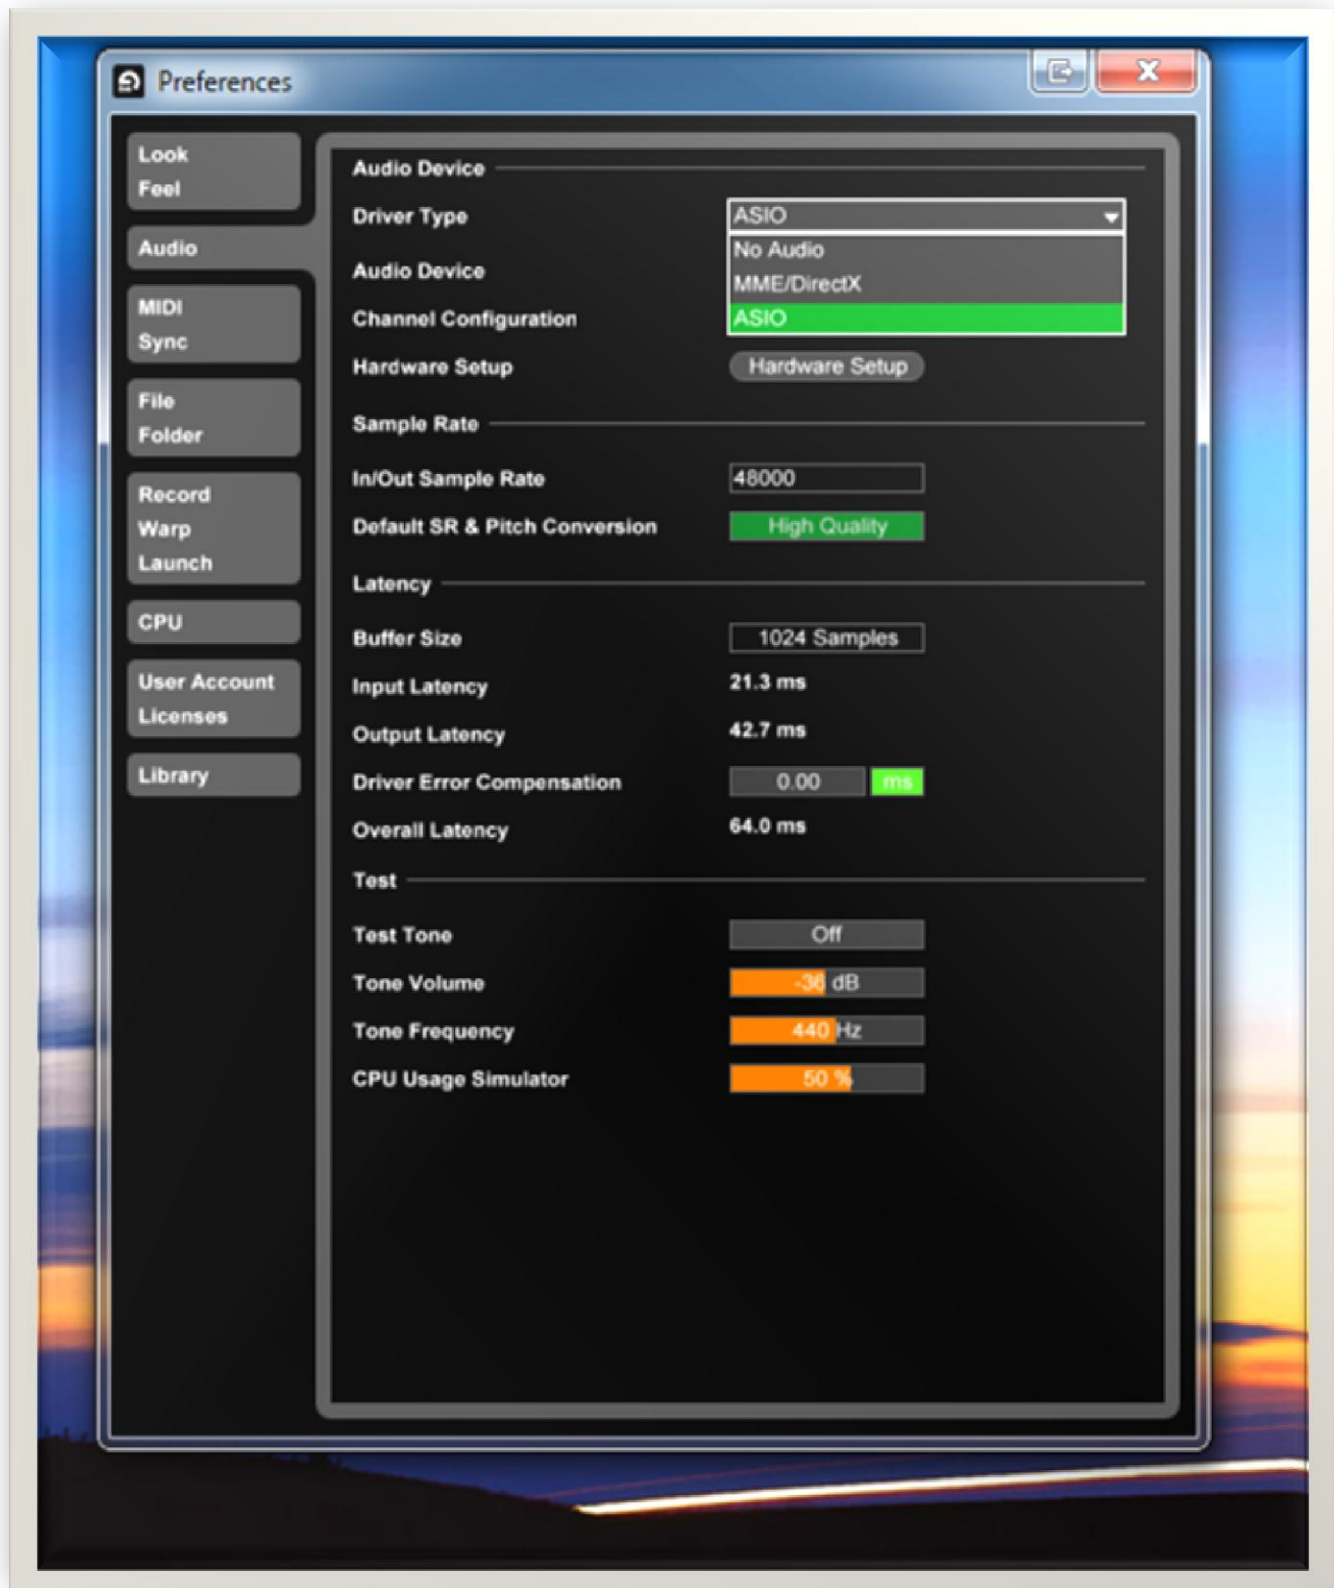 Preferences
Look
Feel
Audio
MIDI
Sync
File
Folder
Record
Warp
Launch
CPU
User Account
Licenses
Library
Audio Device
Driver Type ASIO
No Audio
MME/DirectX
ASIO
Audio Device
Channel Configuration
Hardware Setup Hardware Setup
Sample Rate
In/Out Sample Rate 48000
Default SR & Pitch Conversion High Quality
Latency
Buffer Size 1024 Samples
Input Latency 21.3 ms
Output Latency 42.7 ms
Driver Error Compensation 0.00 ms
Overall Latency 64.0 ms
Test
Test Tone Off
Tone Volume -36 dB
Tone Frequency 440 Hz
CPU Usage Simulator 50 %